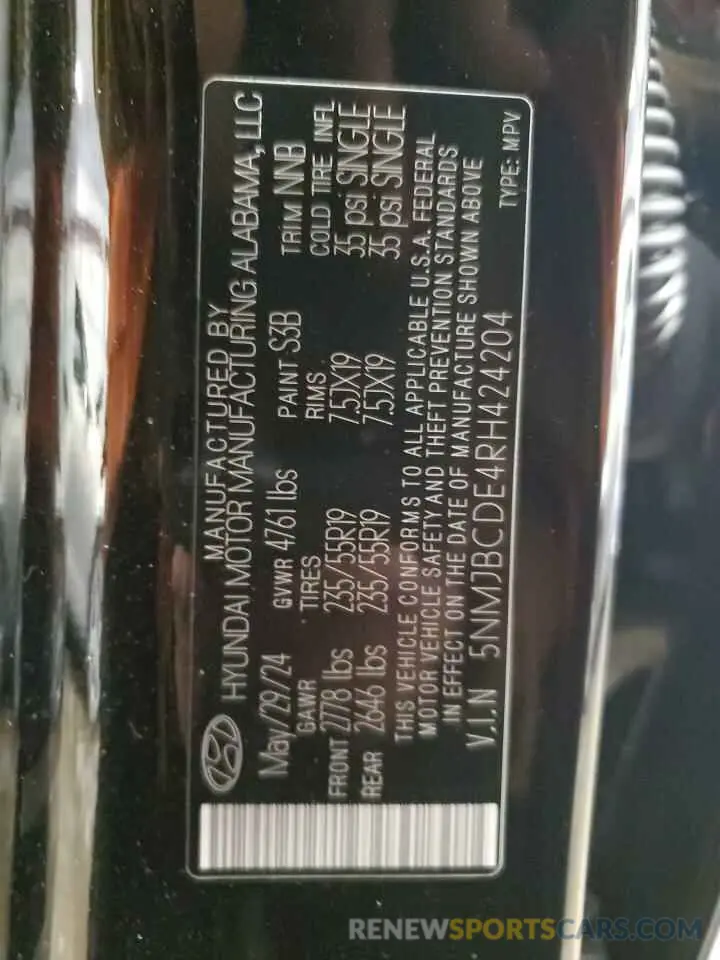 MANUFACTURED BY
HYUNDAI MOTOR MANUFACTURING ALABAMA, LLC
May/29/24 GVWR 4761 lbs PAINT S3B TRIM NNB
GAWR TIRES RIMS COLD TIRE INFL
FRONT 2778 lbs 235/55R19 7.5JX19 35 psi SINGLE
REAR 2646 lbs 235/55R19 7.5JX19 35 psi SINGLE
THIS VEHICLE CONFORMS TO ALL APPLICABLE U.S.A. FEDERAL
MOTOR VEHICLE SAFETY AND THEFT PREVENTION STANDARDS
IN EFFECT ON THE DATE OF MANUFACTURE SHOWN ABOVE
V.I.N 5NMJBCDE4RH424204 TYPE: MPV
RENEWSPORTSCARS.COM